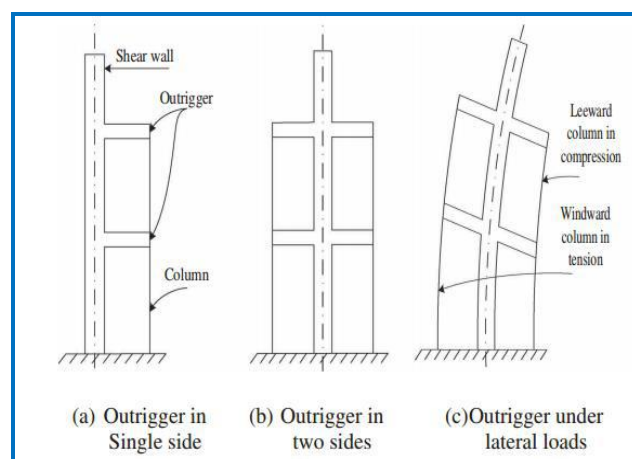 Shear wall
Outrigger
Column
Leeward
column in
compression
Windward
column in
tension
(a) Outrigger in
Single side
(b) Outrigger in
two sides
(c)Outrigger under
lateral loads